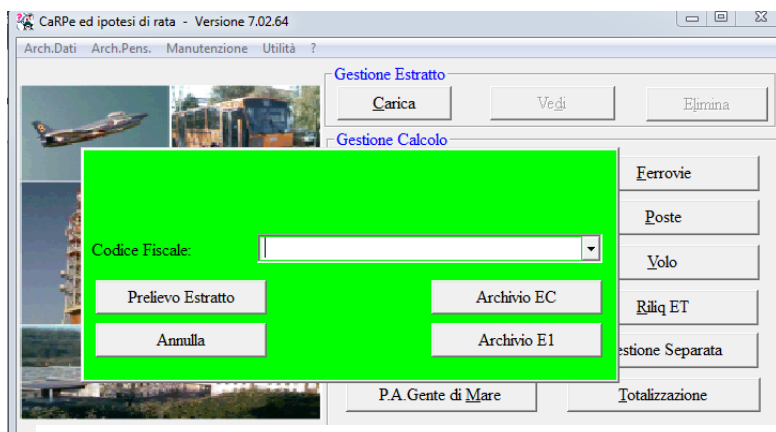 CaRPe ed ipotesi di rata - Versione 7.02.64
Arch.Dati Arch.Pens. Manutenzione Utilità ?
Gestione Estratto
Carica Vedi Elimina
Gestione Calcolo
Ferrovie
Poste
Codice Fiscale:
Volo
Prelievo Estratto Archivio EC
Riliq ET
Annulla Archivio E1
estione Separata
P.A.Gente di Mare Totalizzazione